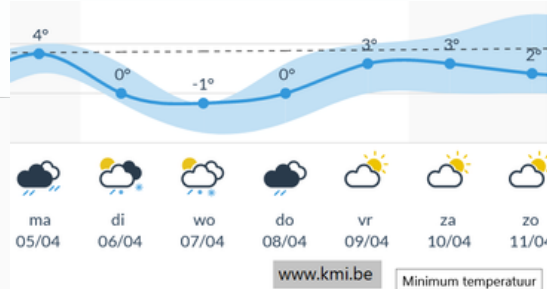 4° 0° -1° 0° 3° 3° 2°
ma di wo do vr za zo
05/04 06/04 07/04 08/04 09/04 10/04 11/04
www.kmi.be
Minimum temperatuur